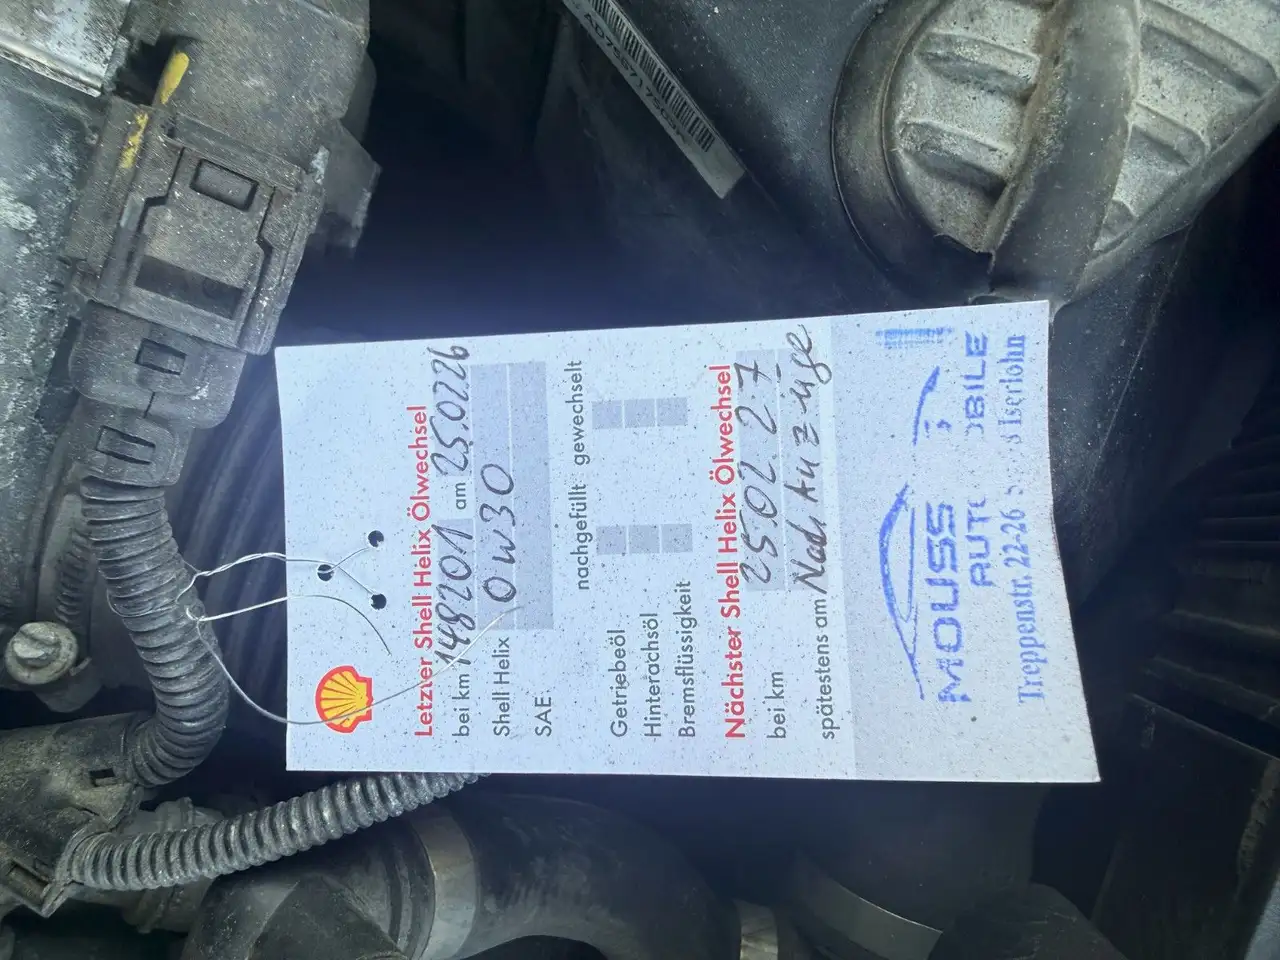 Letzter Shell Helix Ölwechsel
bei km 148201 am 25.02.26
Shell Helix 0w30
SAE
nachgefüllt gewechselt
Getriebeöl
Hinterachsöl
Bremsflüssigkeit
Nächster Shell Helix Ölwechsel
bei km 25.02 27
spätestens am Nach Anzeige
MOUSS
Treppenstr. 22-26 Iserlohn